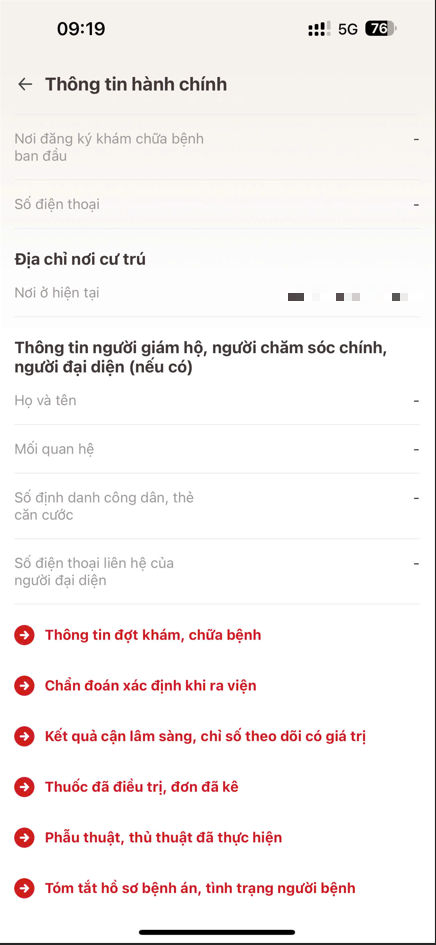 09:19
5G
76
Thông tin hành chính
Nơi đăng ký khám chữa bệnh
ban đầu
-
Số điện thoại
-
Địa chỉ nơi cư trú
Nơi ở hiện tại
Thông tin người giám hộ, người chăm sóc chính,
người đại diện (nếu có)
Họ và tên
-
Mối quan hệ
-
Số định danh công dân, thẻ
căn cước
-
Số điện thoại liên hệ của
người đại diện
-
Thông tin đợt khám, chữa bệnh
Chẩn đoán xác định khi ra viện
Kết quả cận lâm sàng, chỉ số theo dõi có giá trị
Thuốc đã điều trị, đơn đã kê
Phẫu thuật, thủ thuật đã thực hiện
Tóm tắt hồ sơ bệnh án, tình trạng người bệnh